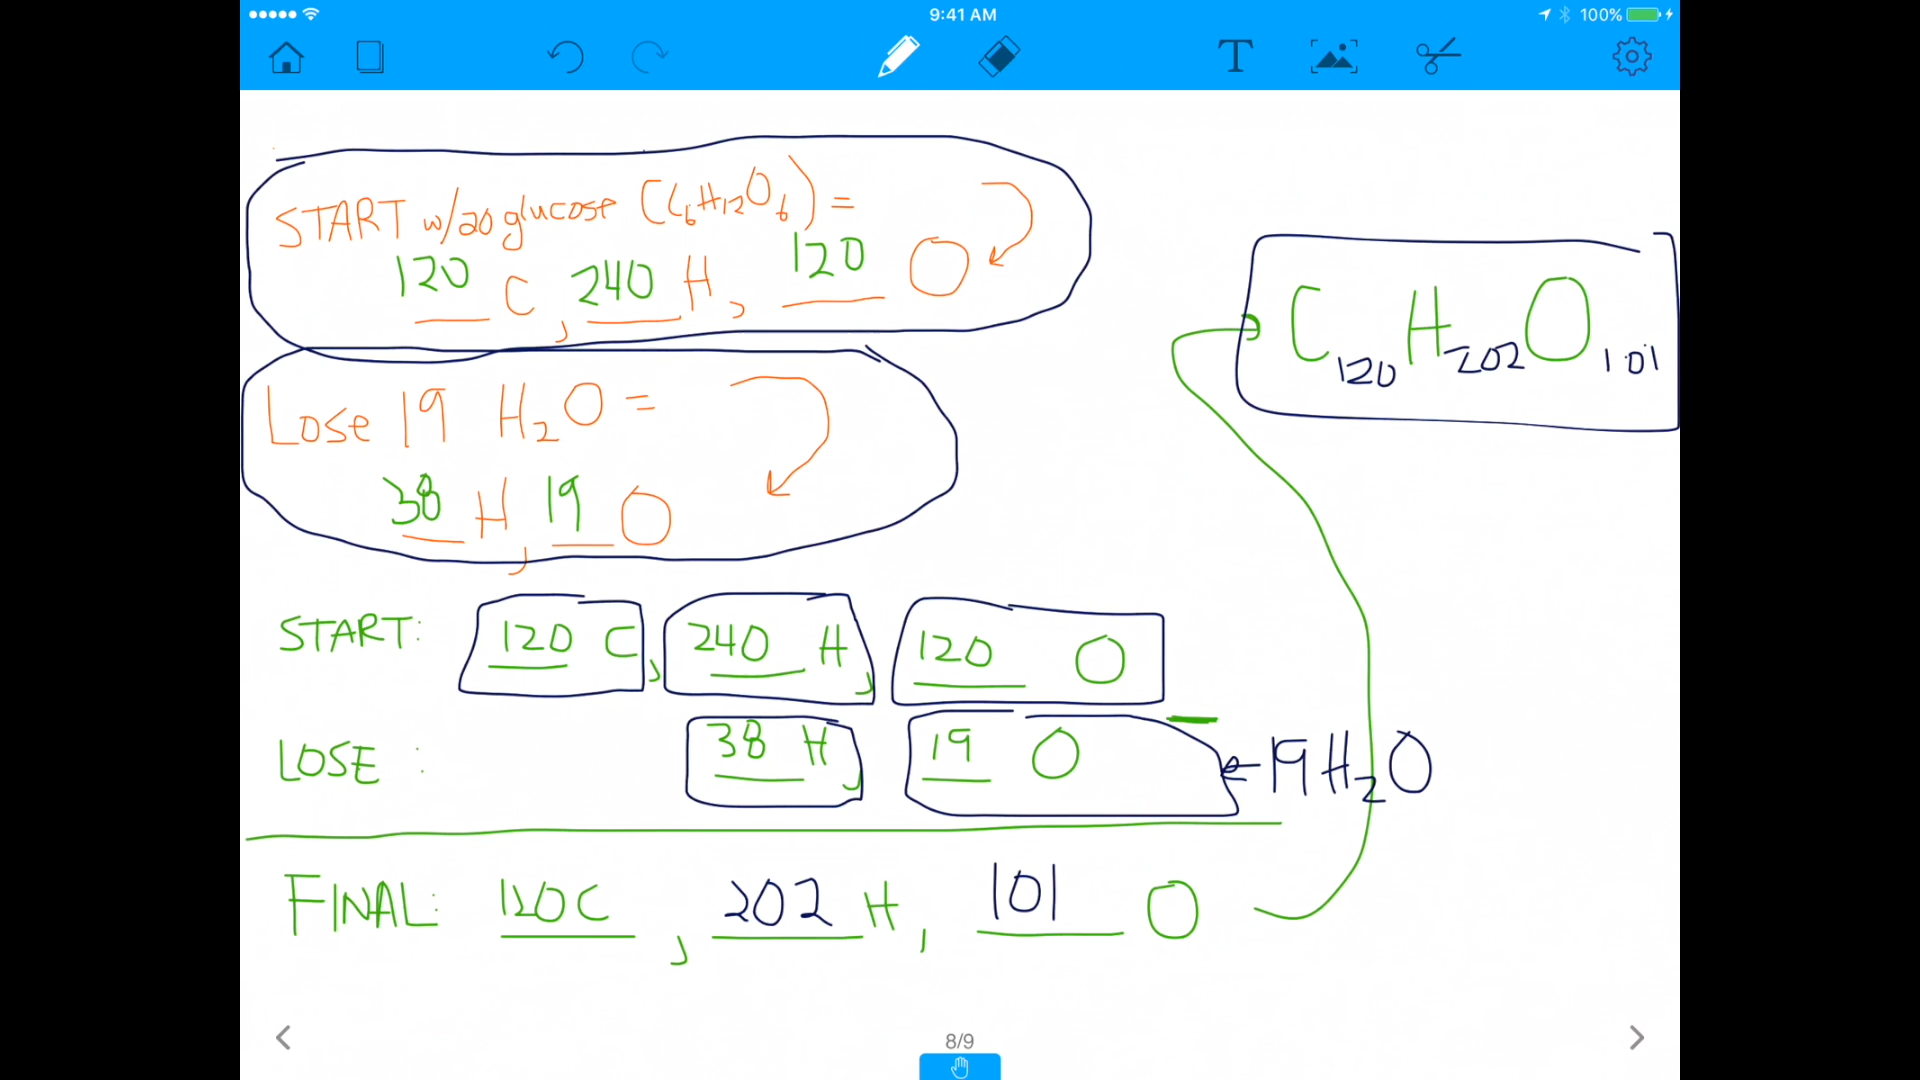 9:41 AM
100%
T
START w/20 glucose (C6H12O6) =
120 C, 240 H, 120 O
C120H202O101
Lose 19 H2O =
38 H, 19 O
START: 120 C, 240 H, 120 O
LOSE : 38 H, 19 O ← 19H2O
FINAL: 120C, 202 H, 101 O
8/9